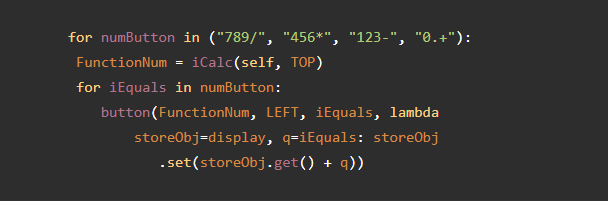 for numButton in ("789/", "456*", "123-", "0.+"):
FunctionNum = iCalc(self, TOP)
for iEquals in numButton:
button(FunctionNum, LEFT, iEquals, lambda
storeObj=display, q=iEquals: storeObj
.set(storeObj.get() + q))